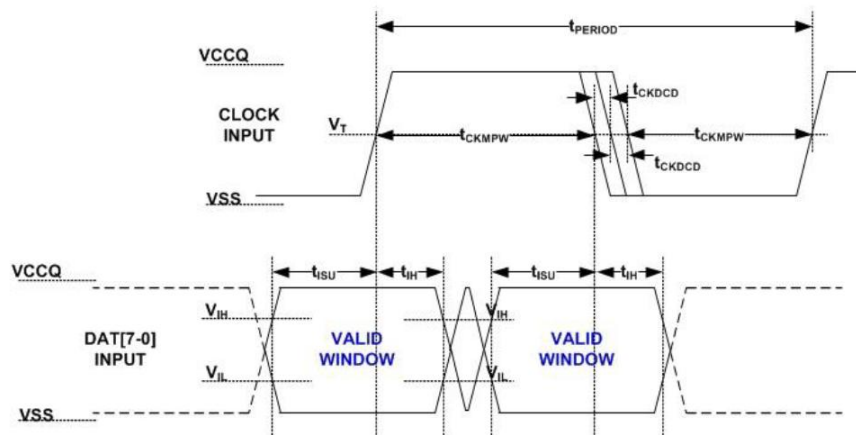 tPERIOD
VCCQ
tCKDCD
CLOCK
INPUT
VT
tCKMPW
tCKMPW
tCKDCD
VSS
VCCQ
tISU
tIH
tISU
tIH
VIH
VIH
DAT[7-0]
INPUT
VALID
WINDOW
VALID
WINDOW
VIL
VIL
VSS